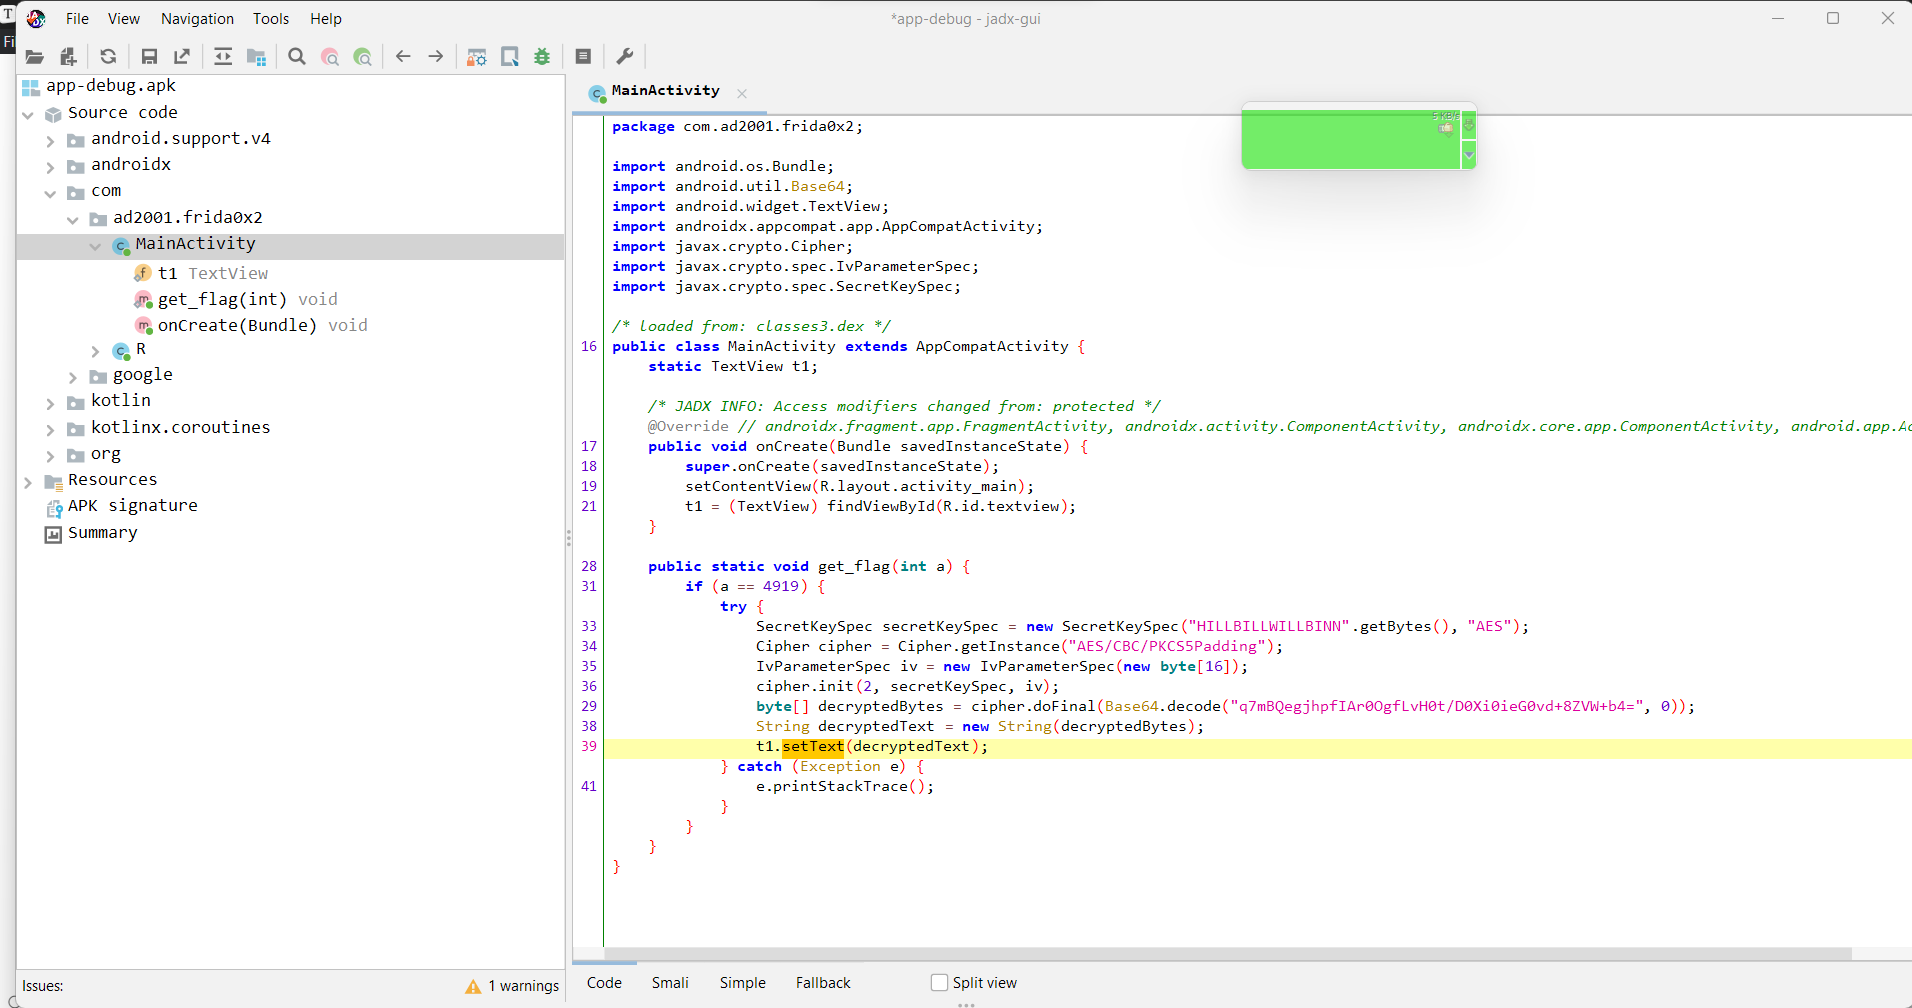 T
File View Navigation Tools Help
*app-debug - jadx-gui
Fi
app-debug.apk
Source code
android.support.v4
androidx
com
ad2001.frida0x2
MainActivity
t1 TextView
get_flag(int) void
onCreate(Bundle) void
R
google
kotlin
kotlinx.coroutines
org
Resources
APK signature
Summary
Issues:
1 warnings
MainActivity
5 KB/s
package com.ad2001.frida0x2;
import android.os.Bundle;
import android.util.Base64;
import android.widget.TextView;
import androidx.appcompat.app.AppCompatActivity;
import javax.crypto.Cipher;
import javax.crypto.spec.IvParameterSpec;
import javax.crypto.spec.SecretKeySpec;
/* loaded from: classes3.dex */
16 public class MainActivity extends AppCompatActivity {
static TextView t1;
/* JADX INFO: Access modifiers changed from: protected */
@Override // androidx.fragment.app.FragmentActivity, androidx.activity.ComponentActivity, androidx.core.app.ComponentActivity, android.app.Ac
17 public void onCreate(Bundle savedInstanceState) {
18 super.onCreate(savedInstanceState);
19 setContentView(R.layout.activity_main);
21 t1 = (TextView) findViewById(R.id.textview);
}
28 public static void get_flag(int a) {
31 if (a == 4919) {
try {
33 SecretKeySpec secretKeySpec = new SecretKeySpec("HILLBILLWILLBINN".getBytes(), "AES");
34 Cipher cipher = Cipher.getInstance("AES/CBC/PKCS5Padding");
35 IvParameterSpec iv = new IvParameterSpec(new byte[16]);
36 cipher.init(2, secretKeySpec, iv);
29 byte[] decryptedBytes = cipher.doFinal(Base64.decode("q7mBQegjhpfIAr0OgfLvH0t/D0Xi0ieG0vd+8ZVW+b4=", 0));
38 String decryptedText = new String(decryptedBytes);
39 t1.setText(decryptedText);
} catch (Exception e) {
41 e.printStackTrace();
}
}
}
}
Code Smali Simple Fallback Split view